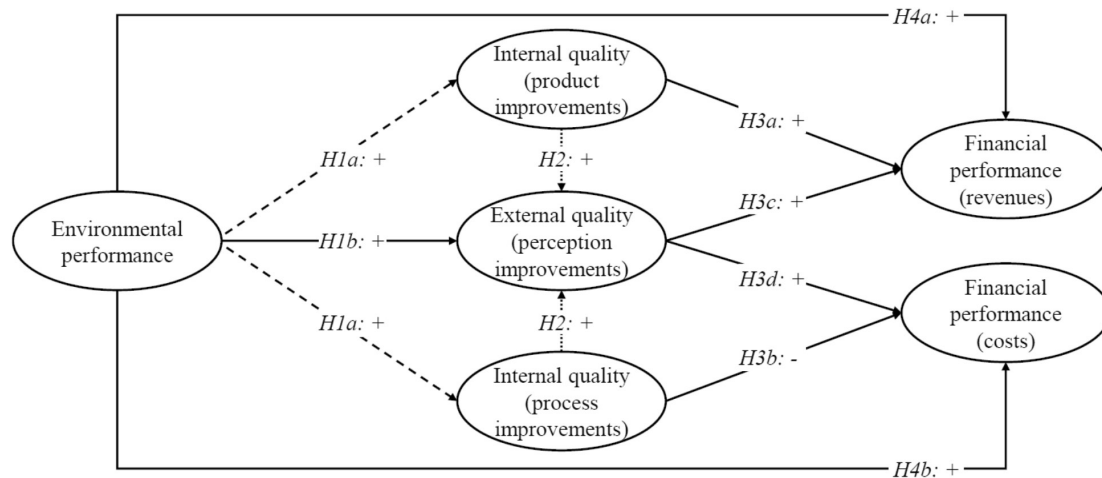 H4a: +
Internal quality
(product
improvements)
H3a: +
Financial
performance
(revenues)
H1a: +
H2: +
H3c: +
Environmental
performance
H1b: +
External quality
(perception
improvements)
H3d: +
H1a: +
H2: +
Financial
performance
(costs)
H3b: -
Internal quality
(process
improvements)
H4b: +